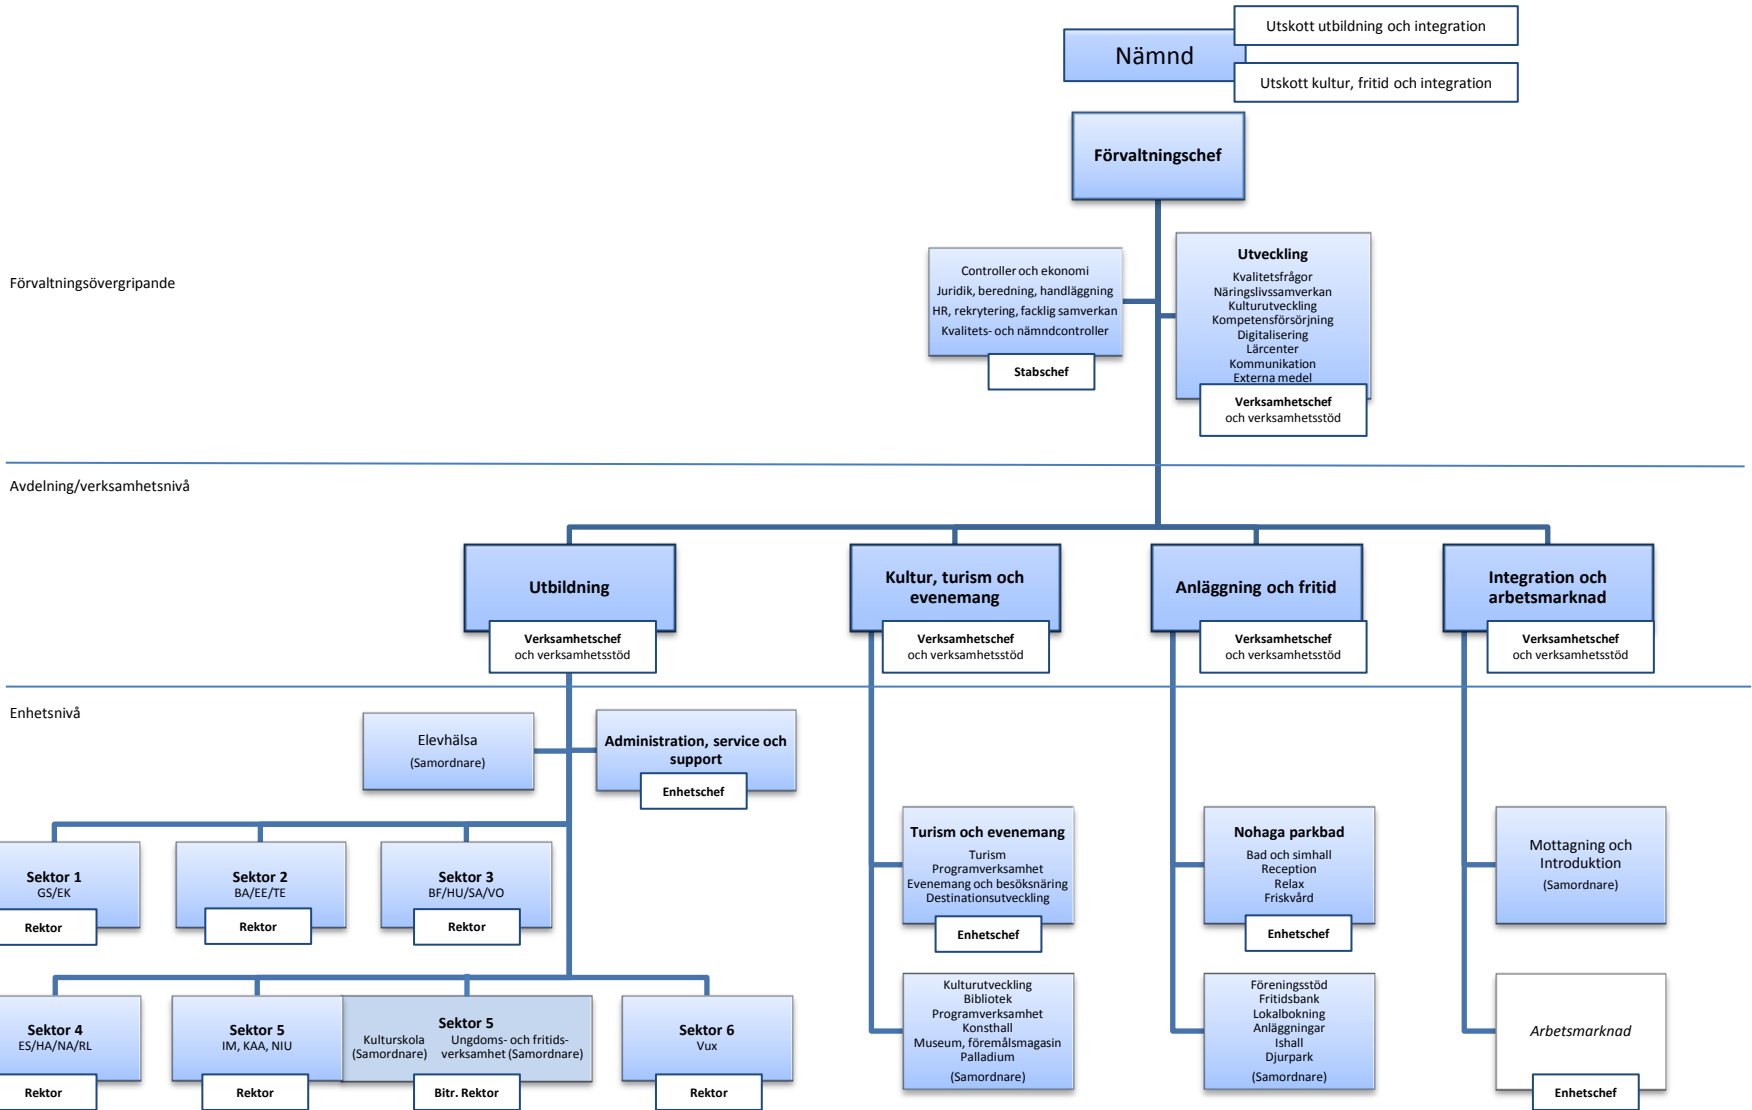 Utskott utbildning och integration
Nämnd
Utskott kultur, fritid och integration
Förvaltningschef
Förvaltningsövergripande
Controller och ekonomi
Juridik, beredning, handläggning
HR, rekrytering, facklig samverkan
Kvalitets- och nämndcontroller
Stabschef
Utveckling
Kvalitetsfrågor
Näringslivssamverkan
Kulturutveckling
Kompetensförsörjning
Digitalisering
Lärcenter
Kommunikation
Externa medel
Verksamhetschef
och verksamhetsstöd
Avdelning/verksamhetsnivå
Utbildning
Verksamhetschef
och verksamhetsstöd
Kultur, turism och
evenemang
Verksamhetschef
och verksamhetsstöd
Anläggning och fritid
Verksamhetschef
och verksamhetsstöd
Integration och
arbetsmarknad
Verksamhetschef
och verksamhetsstöd
Enhetsnivå
Elevhälsa
(Samordnare)
Administration, service och
support
Enhetschef
Sektor 1
GS/EK
Rektor
Sektor 2
BA/EE/TE
Rektor
Sektor 3
BF/HU/SA/VO
Rektor
Turism och evenemang
Turism
Programverksamhet
Evenemang och besöksnäring
Destinationsutveckling
Enhetschef
Nohaga parkbad
Bad och simhall
Reception
Relax
Friskvård
Enhetschef
Mottagning och
Introduktion
(Samordnare)
Sektor 4
ES/HA/NA/RL
Rektor
Sektor 5
IM, KAA, NIU
Rektor
Sektor 5
Kulturskola Ungdoms- och fritids-
(Samordnare) verksamhet (Samordnare)
Bitr. Rektor
Sektor 6
Vux
Rektor
Kulturutveckling
Bibliotek
Programverksamhet
Konsthall
Museum, föremålsmagasin
Palladium
(Samordnare)
Föreningsstöd
Fritidsbank
Lokalbokning
Anläggningar
Ishall
Djurpark
(Samordnare)
Arbetsmarknad
Enhetschef